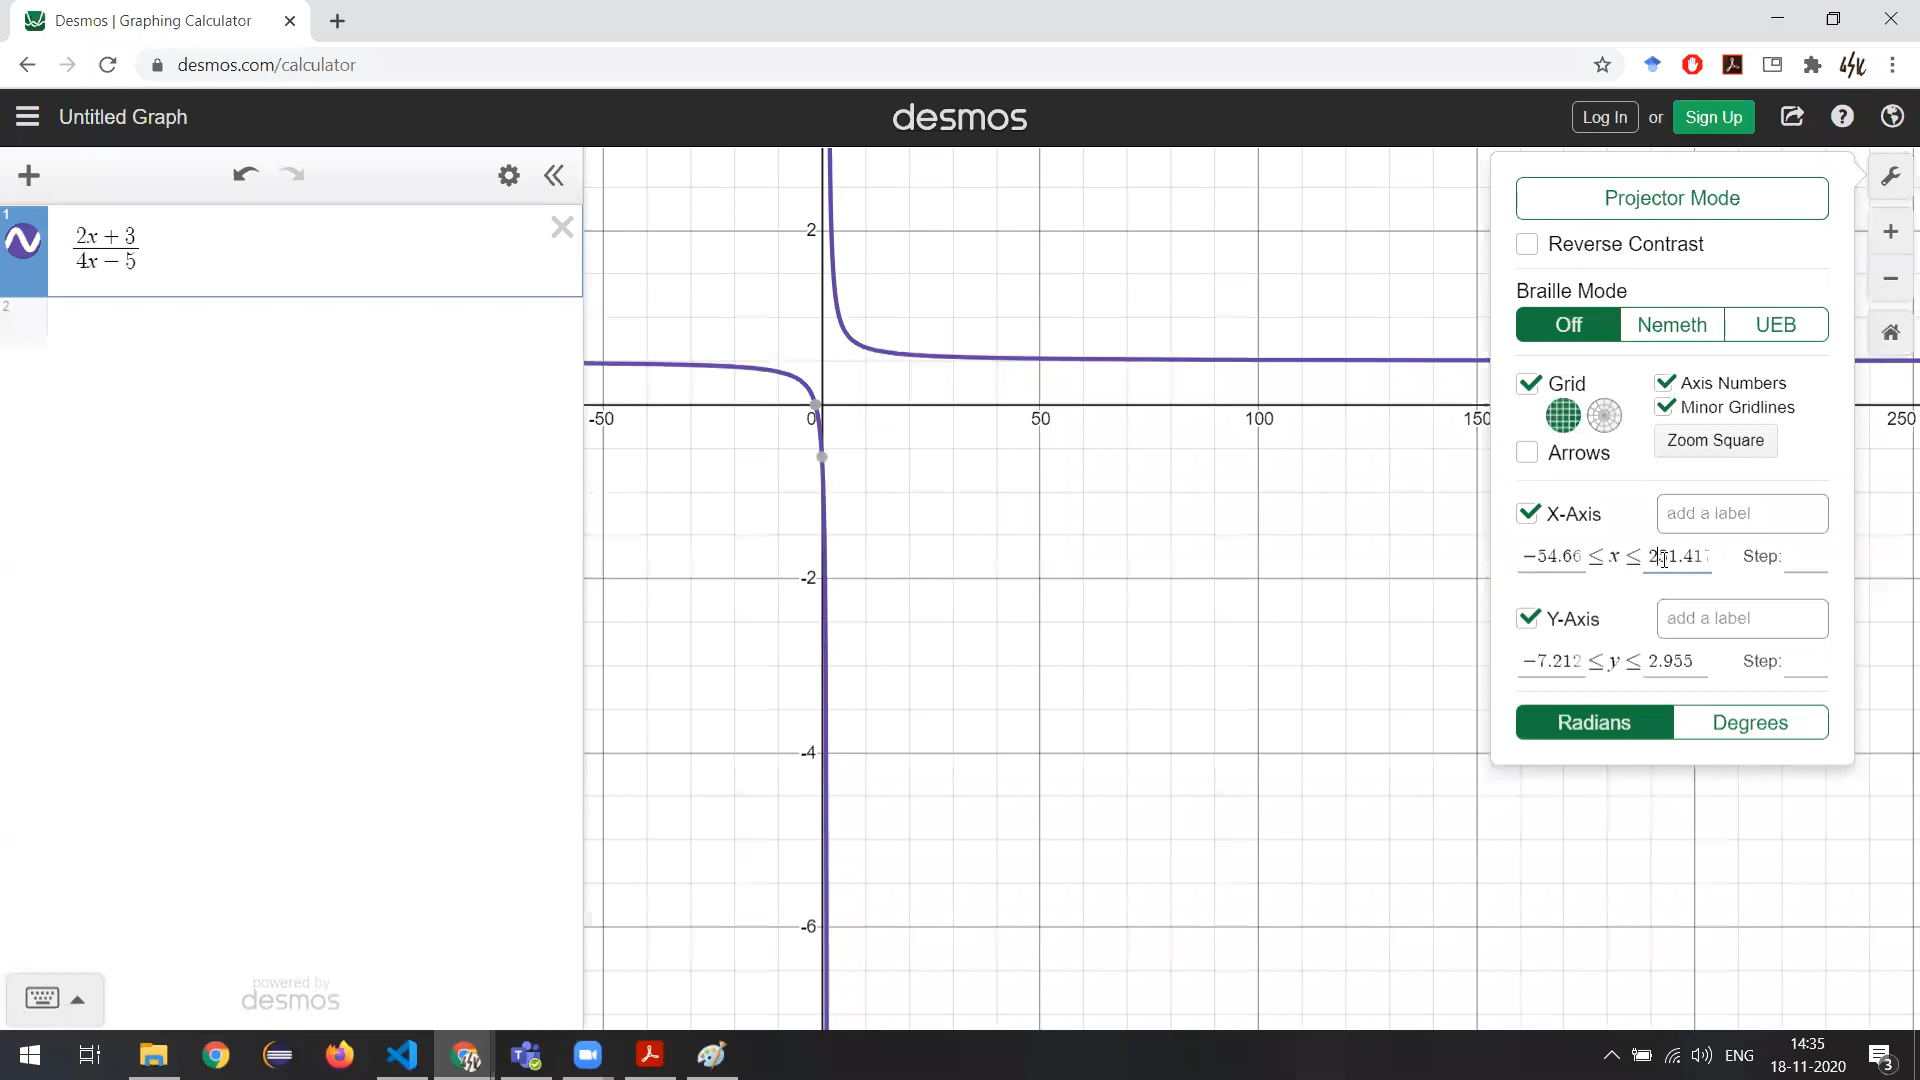 Desmos | Graphing Calculator
desmos.com/calculator
Untitled Graph
desmos
Log In or Sign Up
1
2x + 3
4x − 5
2
powered by
desmos
2
-2
-4
-6
-50
0
50
100
150
250
Projector Mode
Reverse Contrast
Braille Mode
Off Nemeth UEB
Grid
Axis Numbers
Minor Gridlines
Zoom Square
Arrows
X-Axis add a label
−54.66 ≤ x ≤ 251.41 Step:
Y-Axis add a label
−7.212 ≤ y ≤ 2.955 Step:
Radians Degrees
ENG
14:35
18-11-2020
3